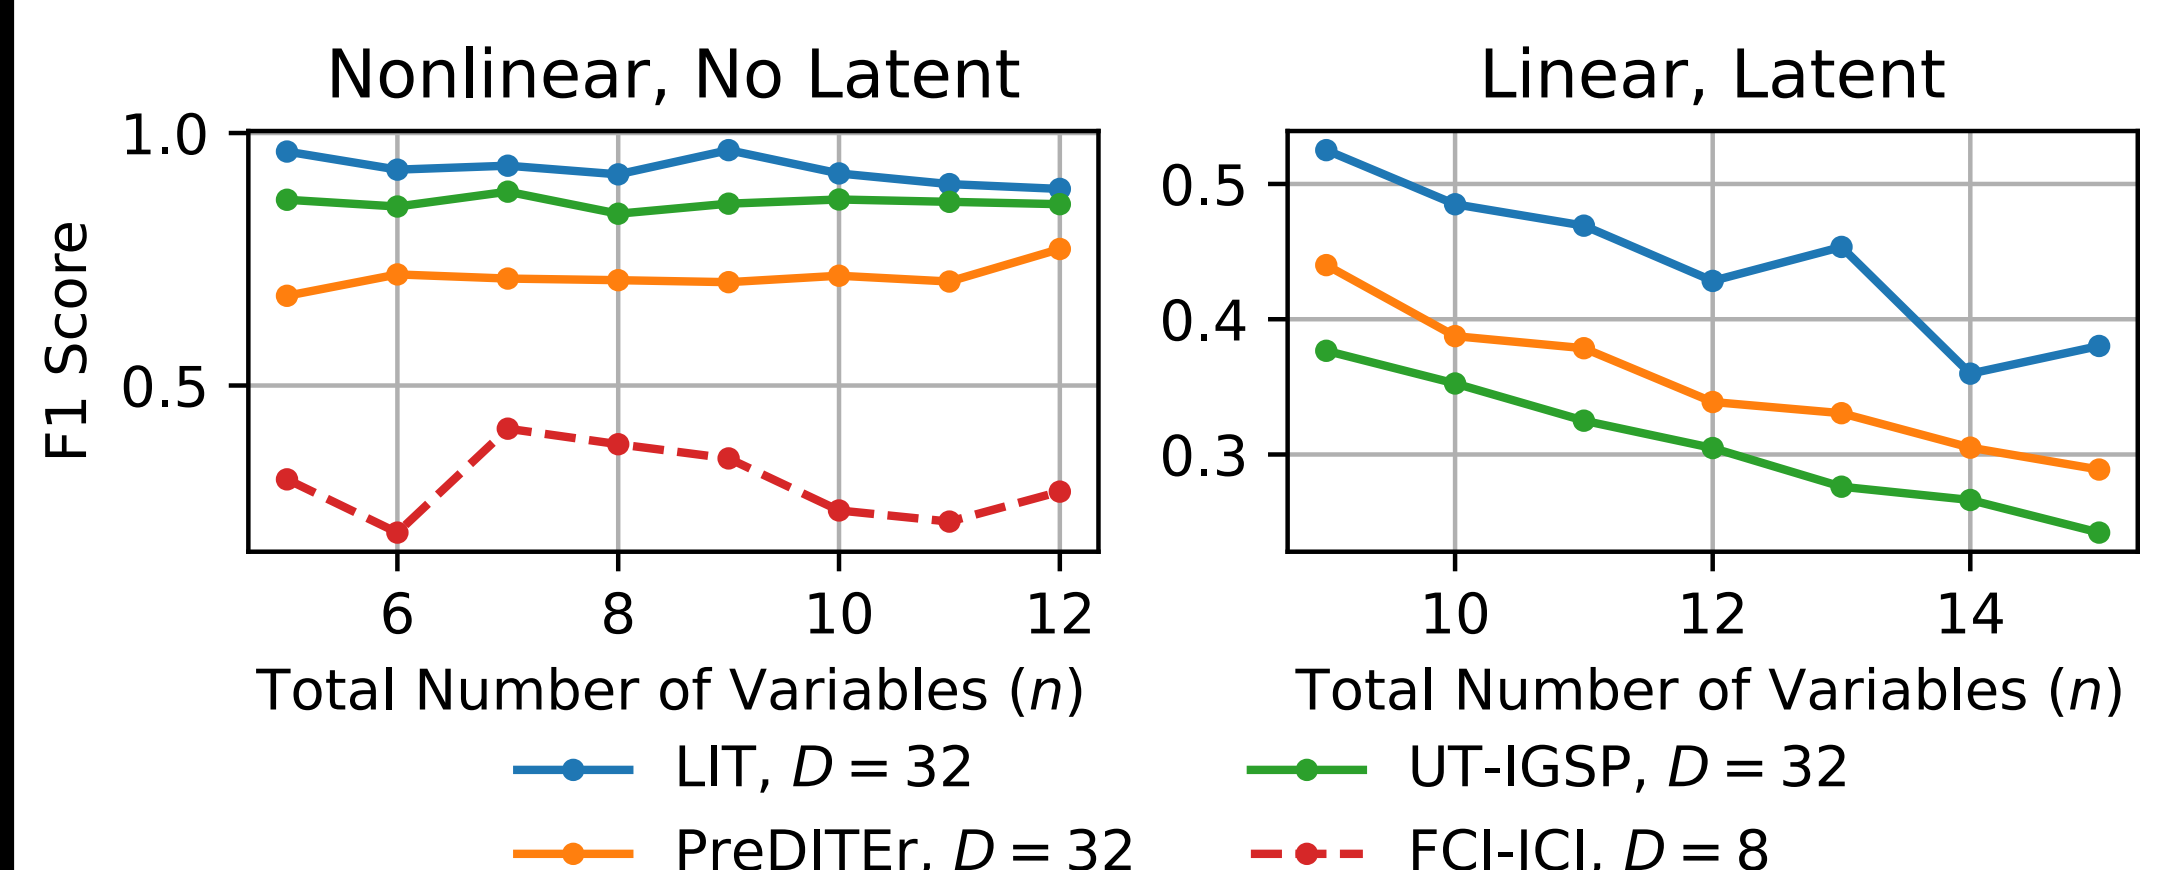 Nonlinear, No Latent
Linear, Latent
F1 Score
1.0
0.5
6 8 10 12
Total Number of Variables (n)
0.5
0.4
0.3
10 12 14
Total Number of Variables (n)
LIT, D = 32
UT-IGSP, D = 32
PreDITEr, D = 32
FCI-ICI, D = 8